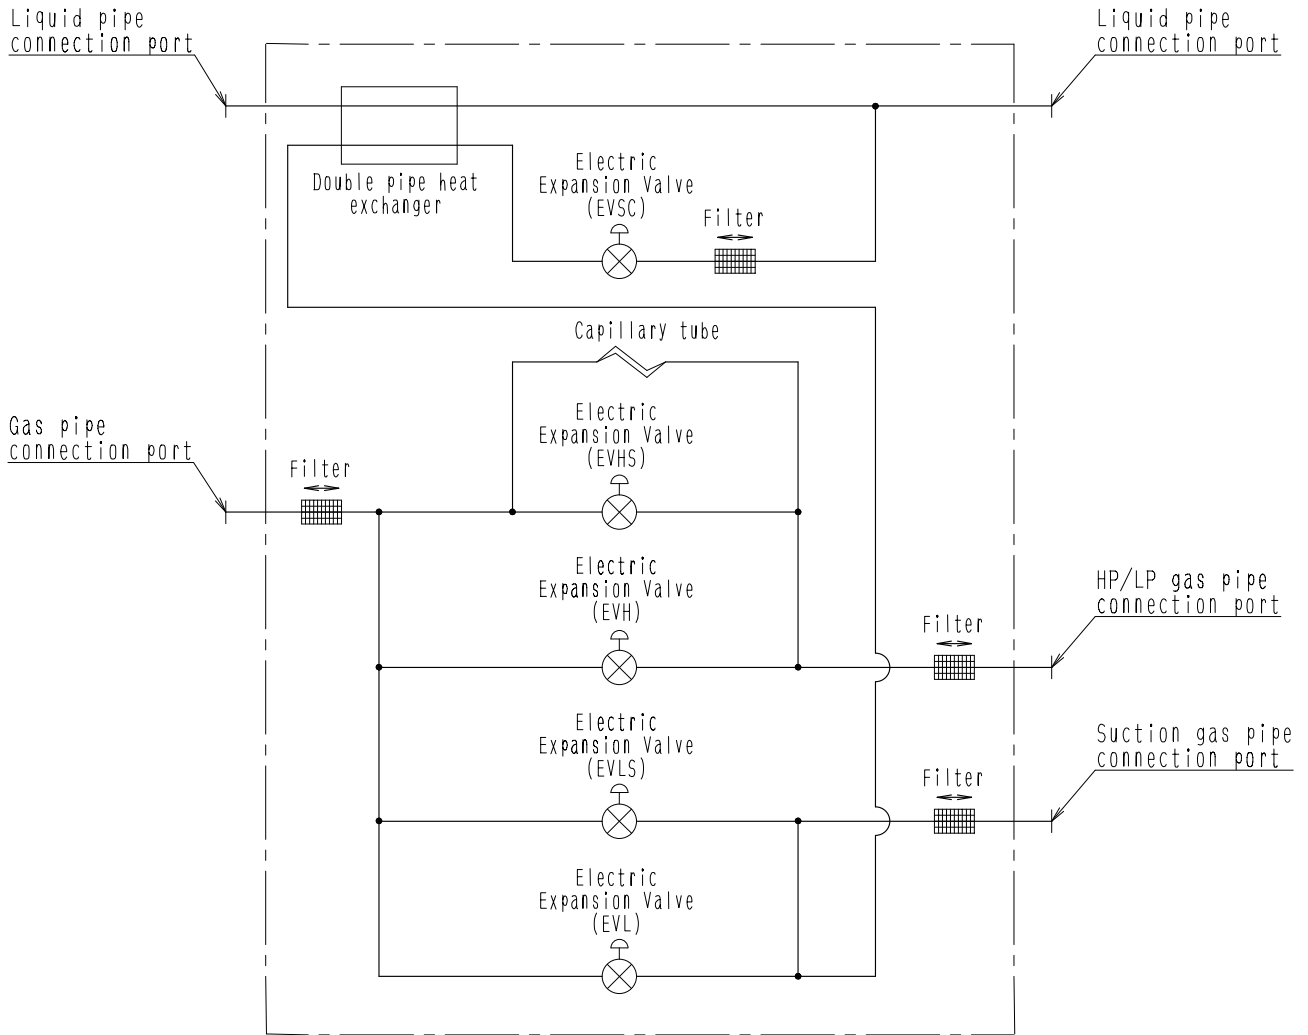 Liquid pipe
connection port
Liquid pipe
connection port
Double pipe heat
exchanger
Electric
Expansion Valve
(EVSC)
Filter
Capillary tube
Gas pipe
connection port
Filter
Electric
Expansion Valve
(EVHS)
Electric
Expansion Valve
(EVH)
HP/LP gas pipe
connection port
Filter
Electric
Expansion Valve
(EVLS)
Suction gas pipe
connection port
Filter
Electric
Expansion Valve
(EVL)